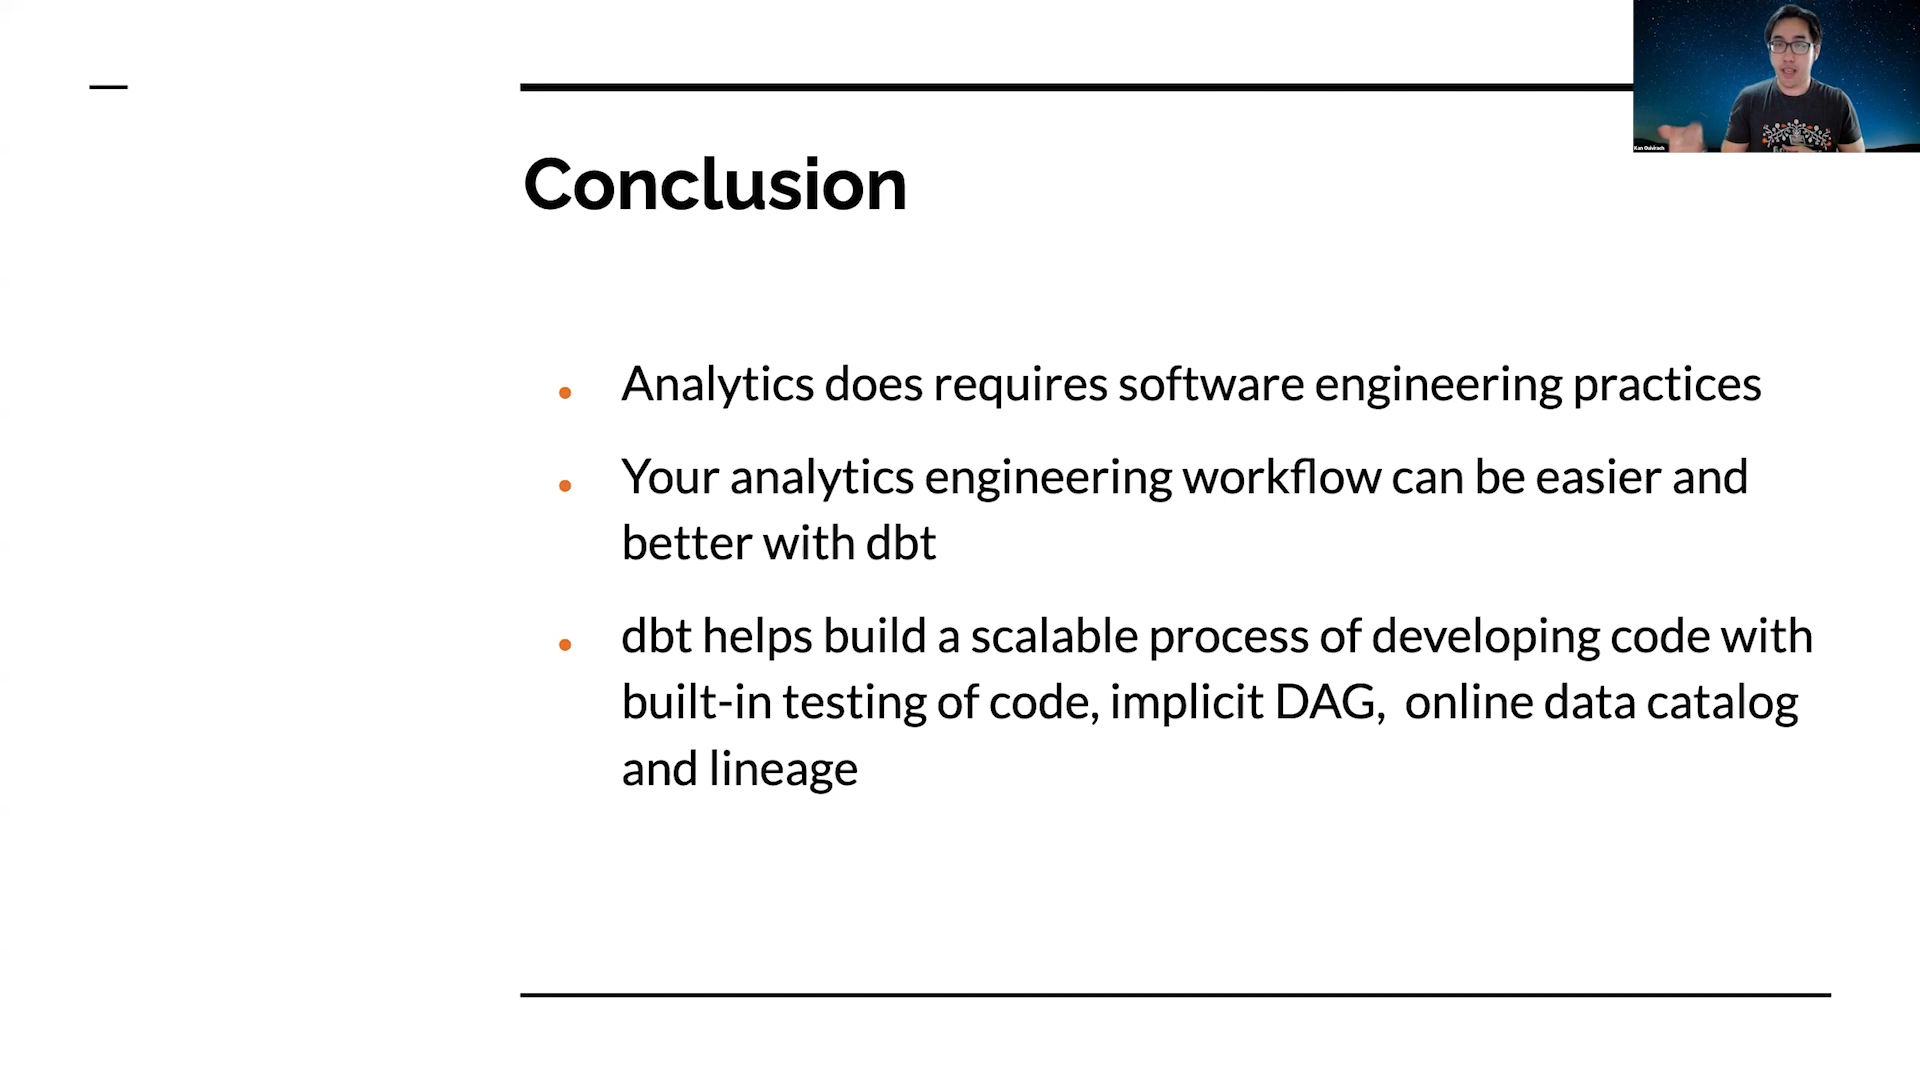 Conclusion
Analytics does requires software engineering practices
Your analytics engineering workflow can be easier and
better with dbt
dbt helps build a scalable process of developing code with
built-in testing of code, implicit DAG,  online data catalog
and lineage
Kan Ouivirach